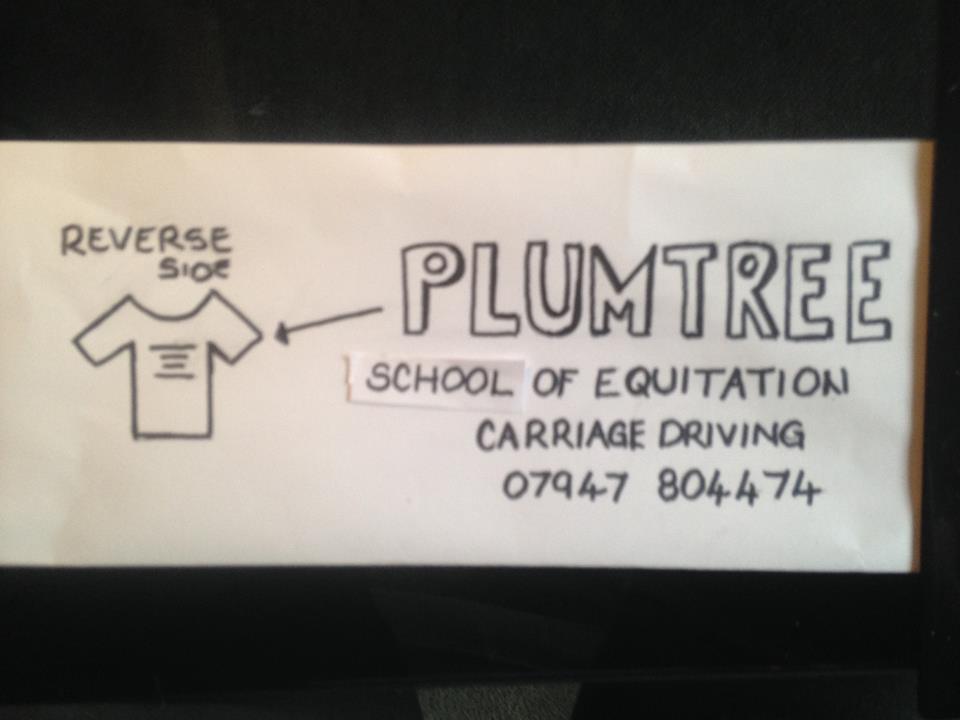 REVERSE
SIDE
PLUMTREE
SCHOOL OF EQUITATION
CARRIAGE DRIVING
07947 804474